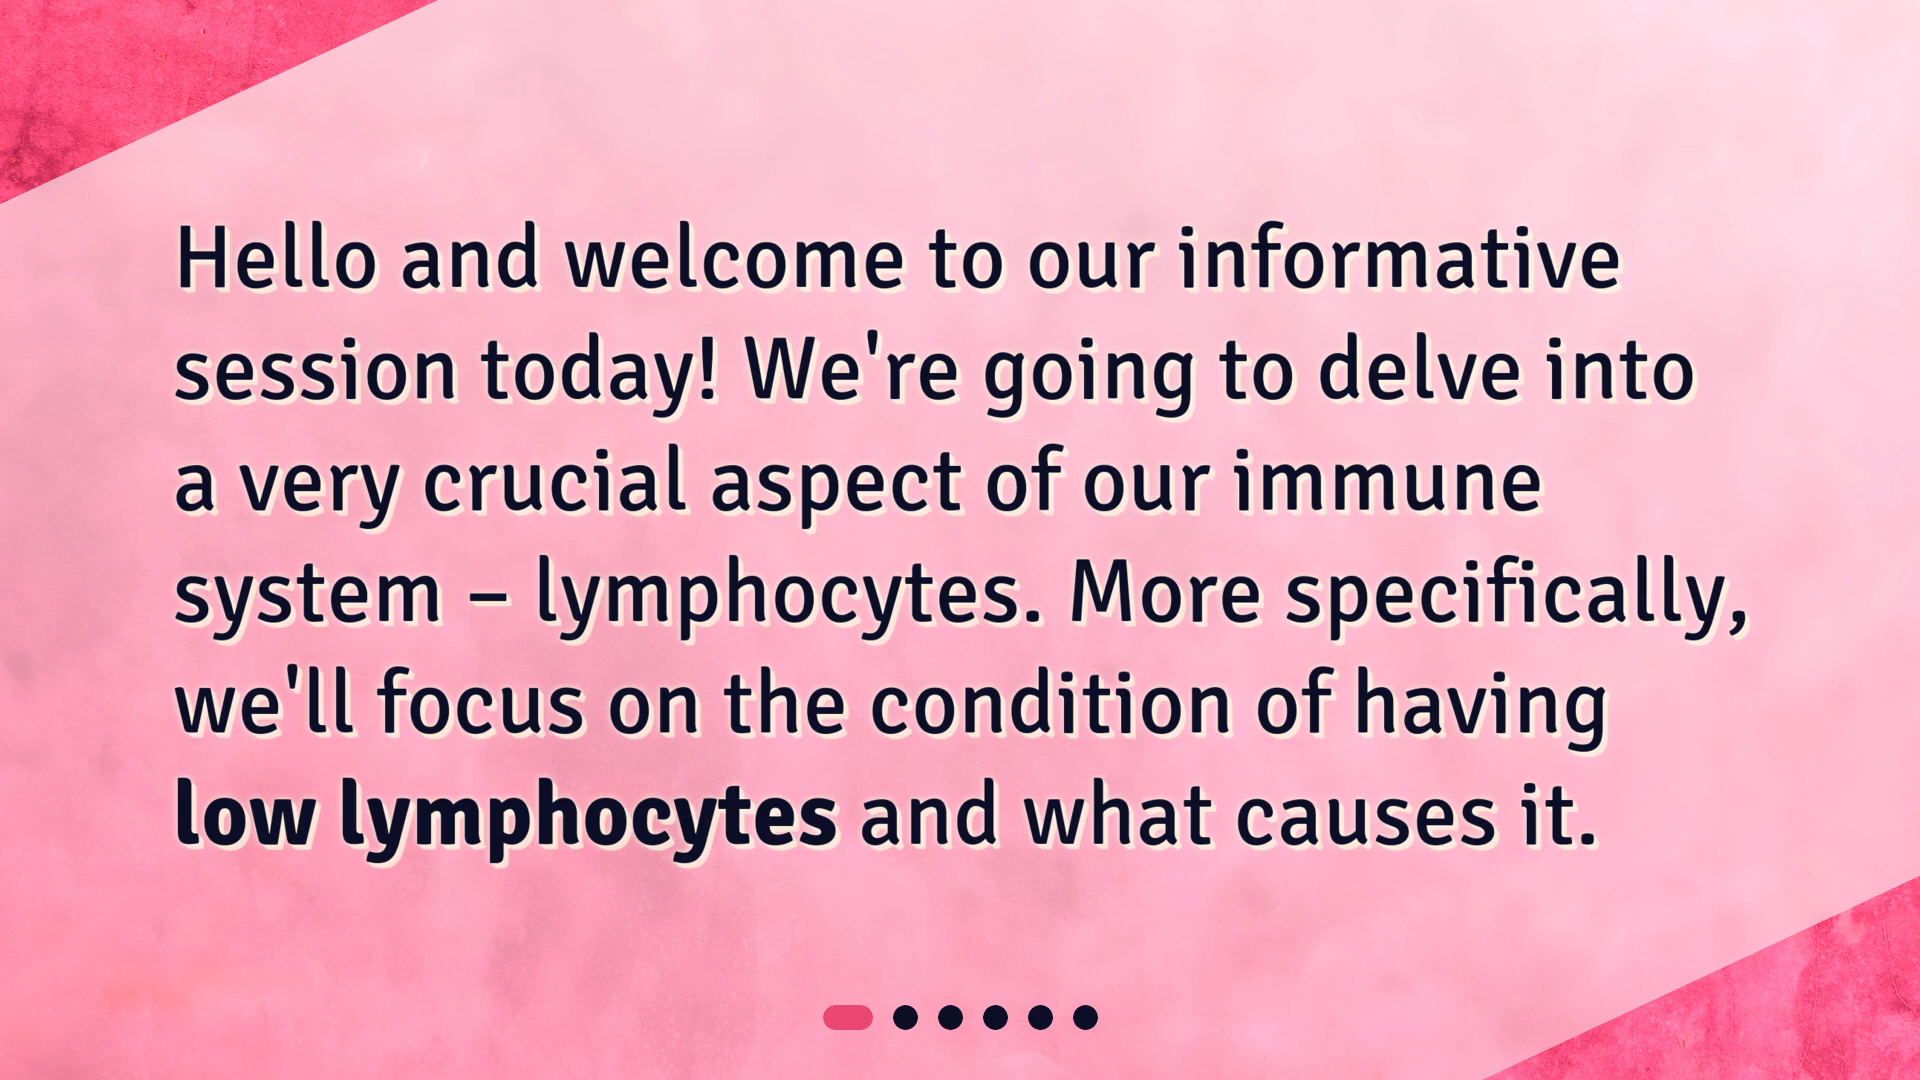 Hello and welcome to our informative
session today! We're going to delve into
a very crucial aspect of our immune
system – lymphocytes. More specifically,
we'll focus on the condition of having
low lymphocytes and what causes it.